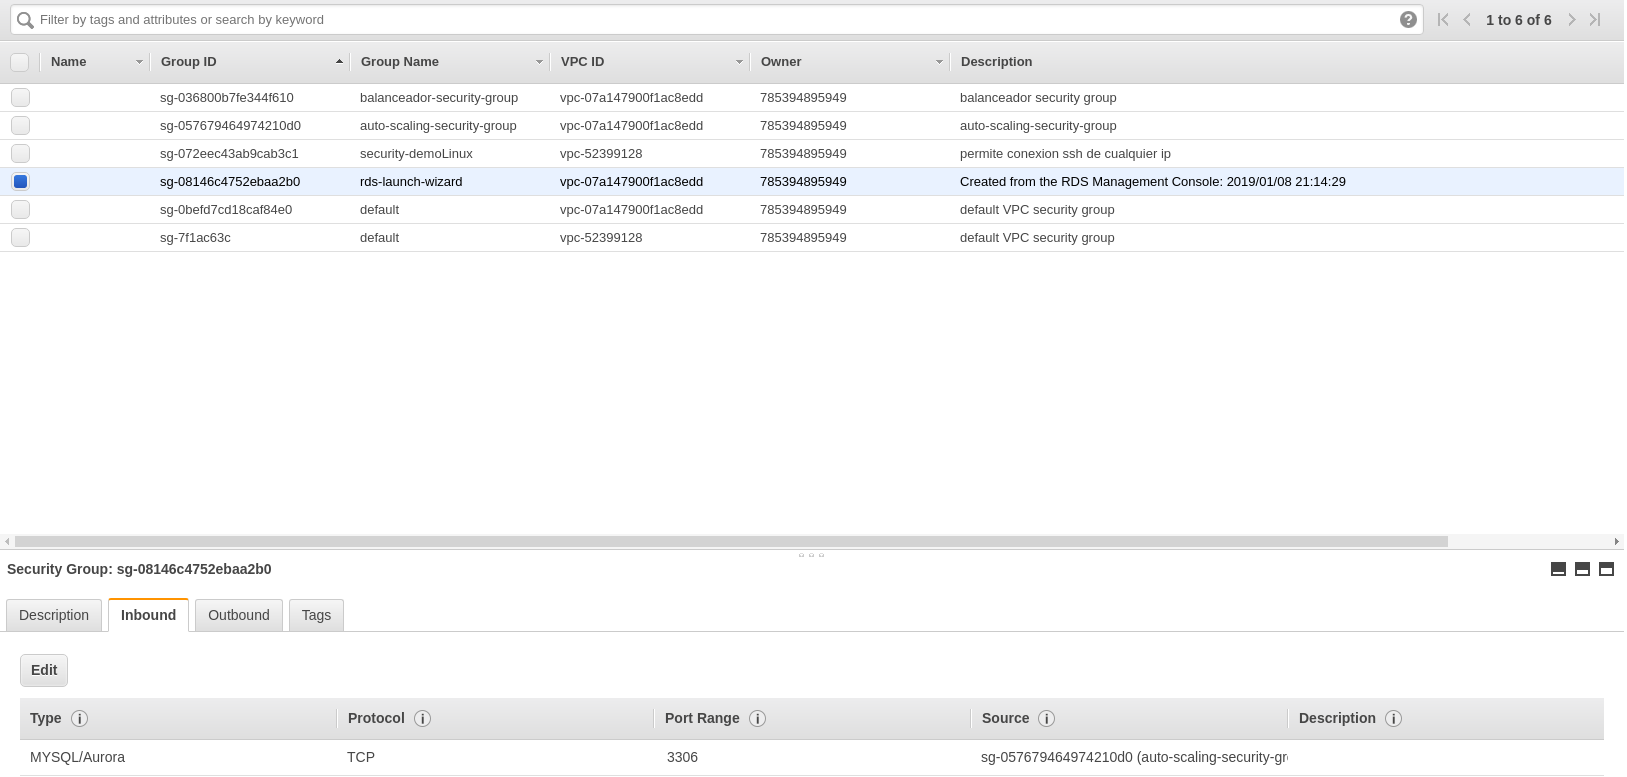 Filter by tags and attributes or search by keyword
1 to 6 of 6
Name Group ID Group Name VPC ID Owner Description
sg-036800b7fe344f610 balanceador-security-group vpc-07a147900f1ac8edd 785394895949 balanceador security group
sg-057679464974210d0 auto-scaling-security-group vpc-07a147900f1ac8edd 785394895949 auto-scaling-security-group
sg-072eec43ab9cab3c1 security-demoLinux vpc-52399128 785394895949 permite conexion ssh de cualquier ip
sg-08146c4752ebaa2b0 rds-launch-wizard vpc-07a147900f1ac8edd 785394895949 Created from the RDS Management Console: 2019/01/08 21:14:29
sg-0befd7cd18caf84e0 default vpc-07a147900f1ac8edd 785394895949 default VPC security group
sg-7f1ac63c default vpc-52399128 785394895949 default VPC security group
Security Group: sg-08146c4752ebaa2b0
Description Inbound Outbound Tags
Edit
Type Protocol Port Range Source Description
MYSQL/Aurora TCP 3306 sg-057679464974210d0 (auto-scaling-security-gr